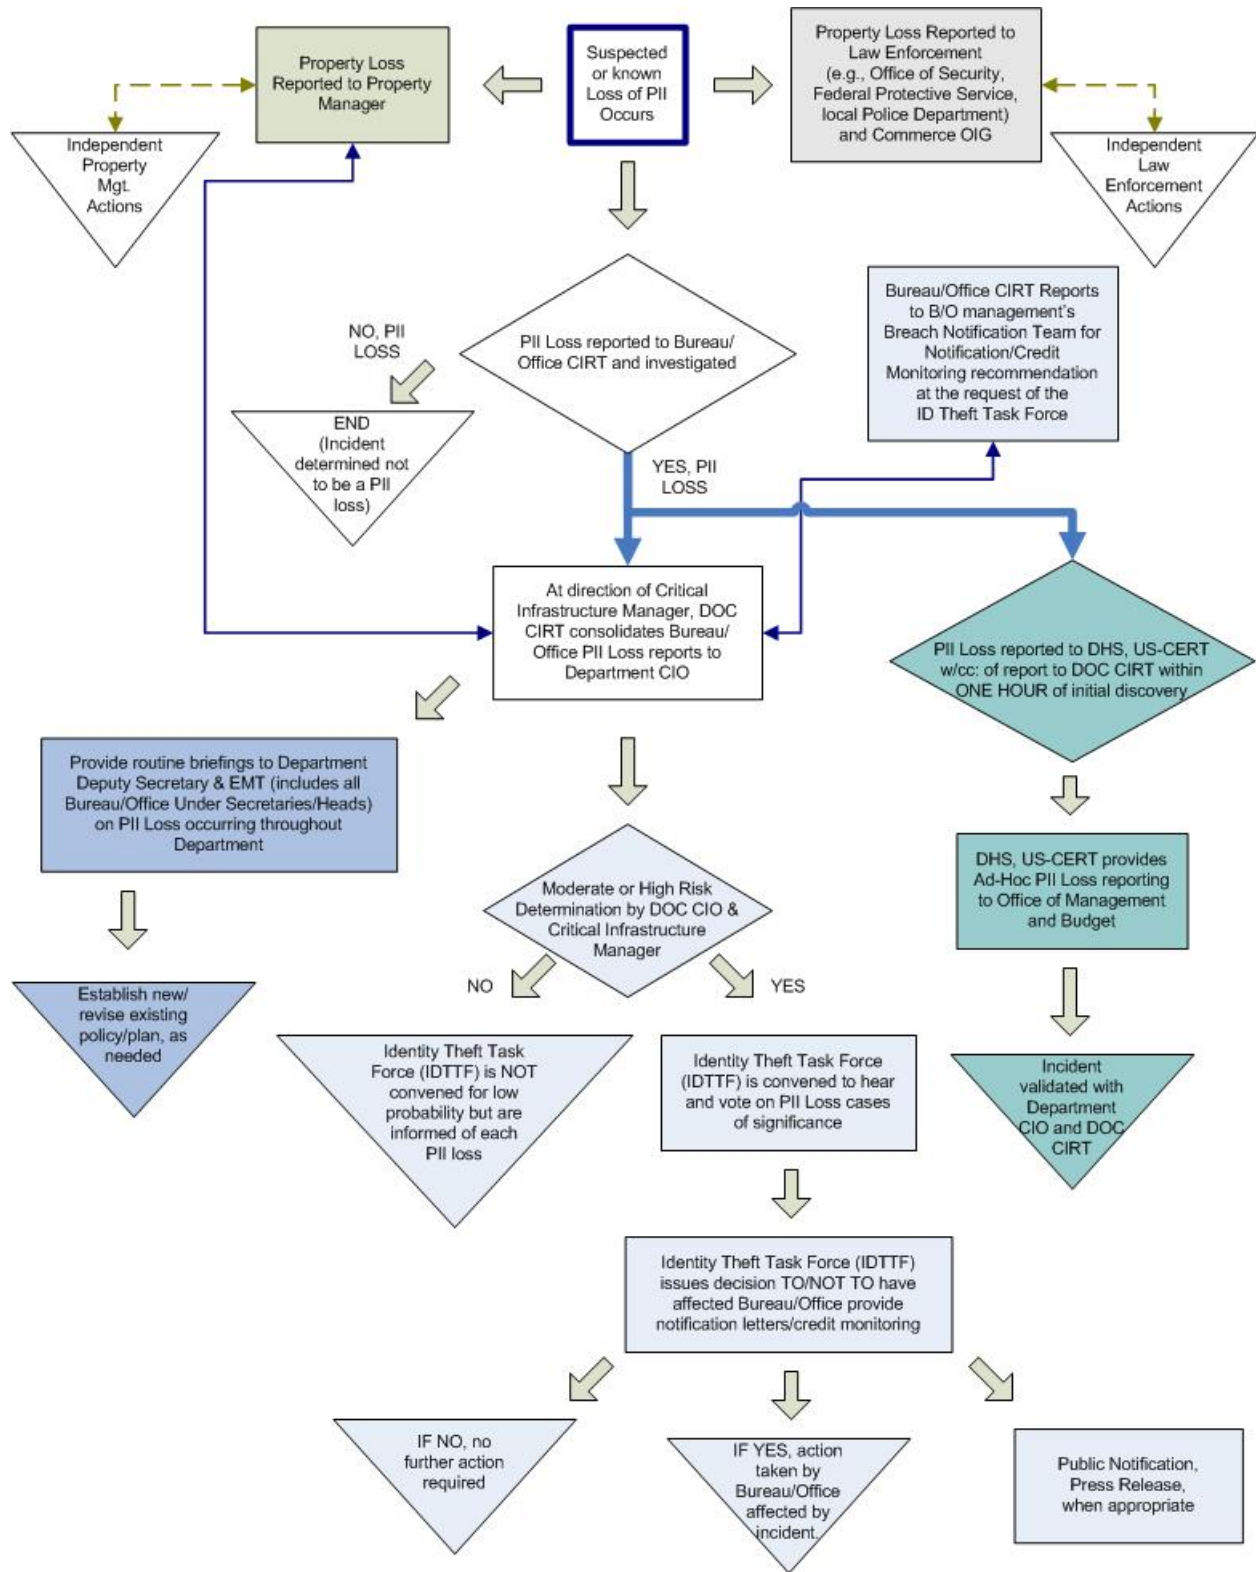 Property Loss
Reported to Property
Manager
Suspected
or known
Loss of PII
Occurs
Property Loss Reported to
Law Enforcement
(e.g., Office of Security,
Federal Protective Service,
local Police Department)
and Commerce OIG
Independent
Property
Mgt.
Actions
Independent
Law
Enforcement
Actions
NO, PII
LOSS
PII Loss reported to Bureau/
Office CIRT and investigated
Bureau/Office CIRT Reports
to B/O management's
Breach Notification Team for
Notification/Credit
Monitoring recommendation
at the request of the
ID Theft Task Force
END
(Incident
determined not
to be a PII
loss)
YES, PII
LOSS
At direction of Critical
Infrastructure Manager, DOC
CIRT consolidates Bureau/
Office PII Loss reports to
Department CIO
PII Loss reported to DHS, US-CERT
w/cc: of report to DOC CIRT within
ONE HOUR of initial discovery
Provide routine briefings to Department
Deputy Secretary & EMT (includes all
Bureau/Office Under Secretaries/Heads)
on PII Loss occurring throughout
Department
Moderate or High Risk
Determination by DOC CIO &
Critical Infrastructure
Manager
DHS, US-CERT provides
Ad-Hoc PII Loss reporting
to Office of Management
and Budget
NO
YES
Establish new/
revise existing
policy/plan, as
needed
Identity Theft Task
Force (IDTTF) is NOT
convened for low
probability but are
informed of each
PII loss
Identity Theft Task Force
(IDTTF) is convened to hear
and vote on PII Loss cases
of significance
Incident
validated with
Department
CIO and DOC
CIRT
Identity Theft Task Force (IDTTF)
issues decision TO/NOT TO have
affected Bureau/Office provide
notification letters/credit monitoring
IF NO, no
further action
required
IF YES, action
taken by
Bureau/Office
affected by
incident.
Public Notification,
Press Release,
when appropriate